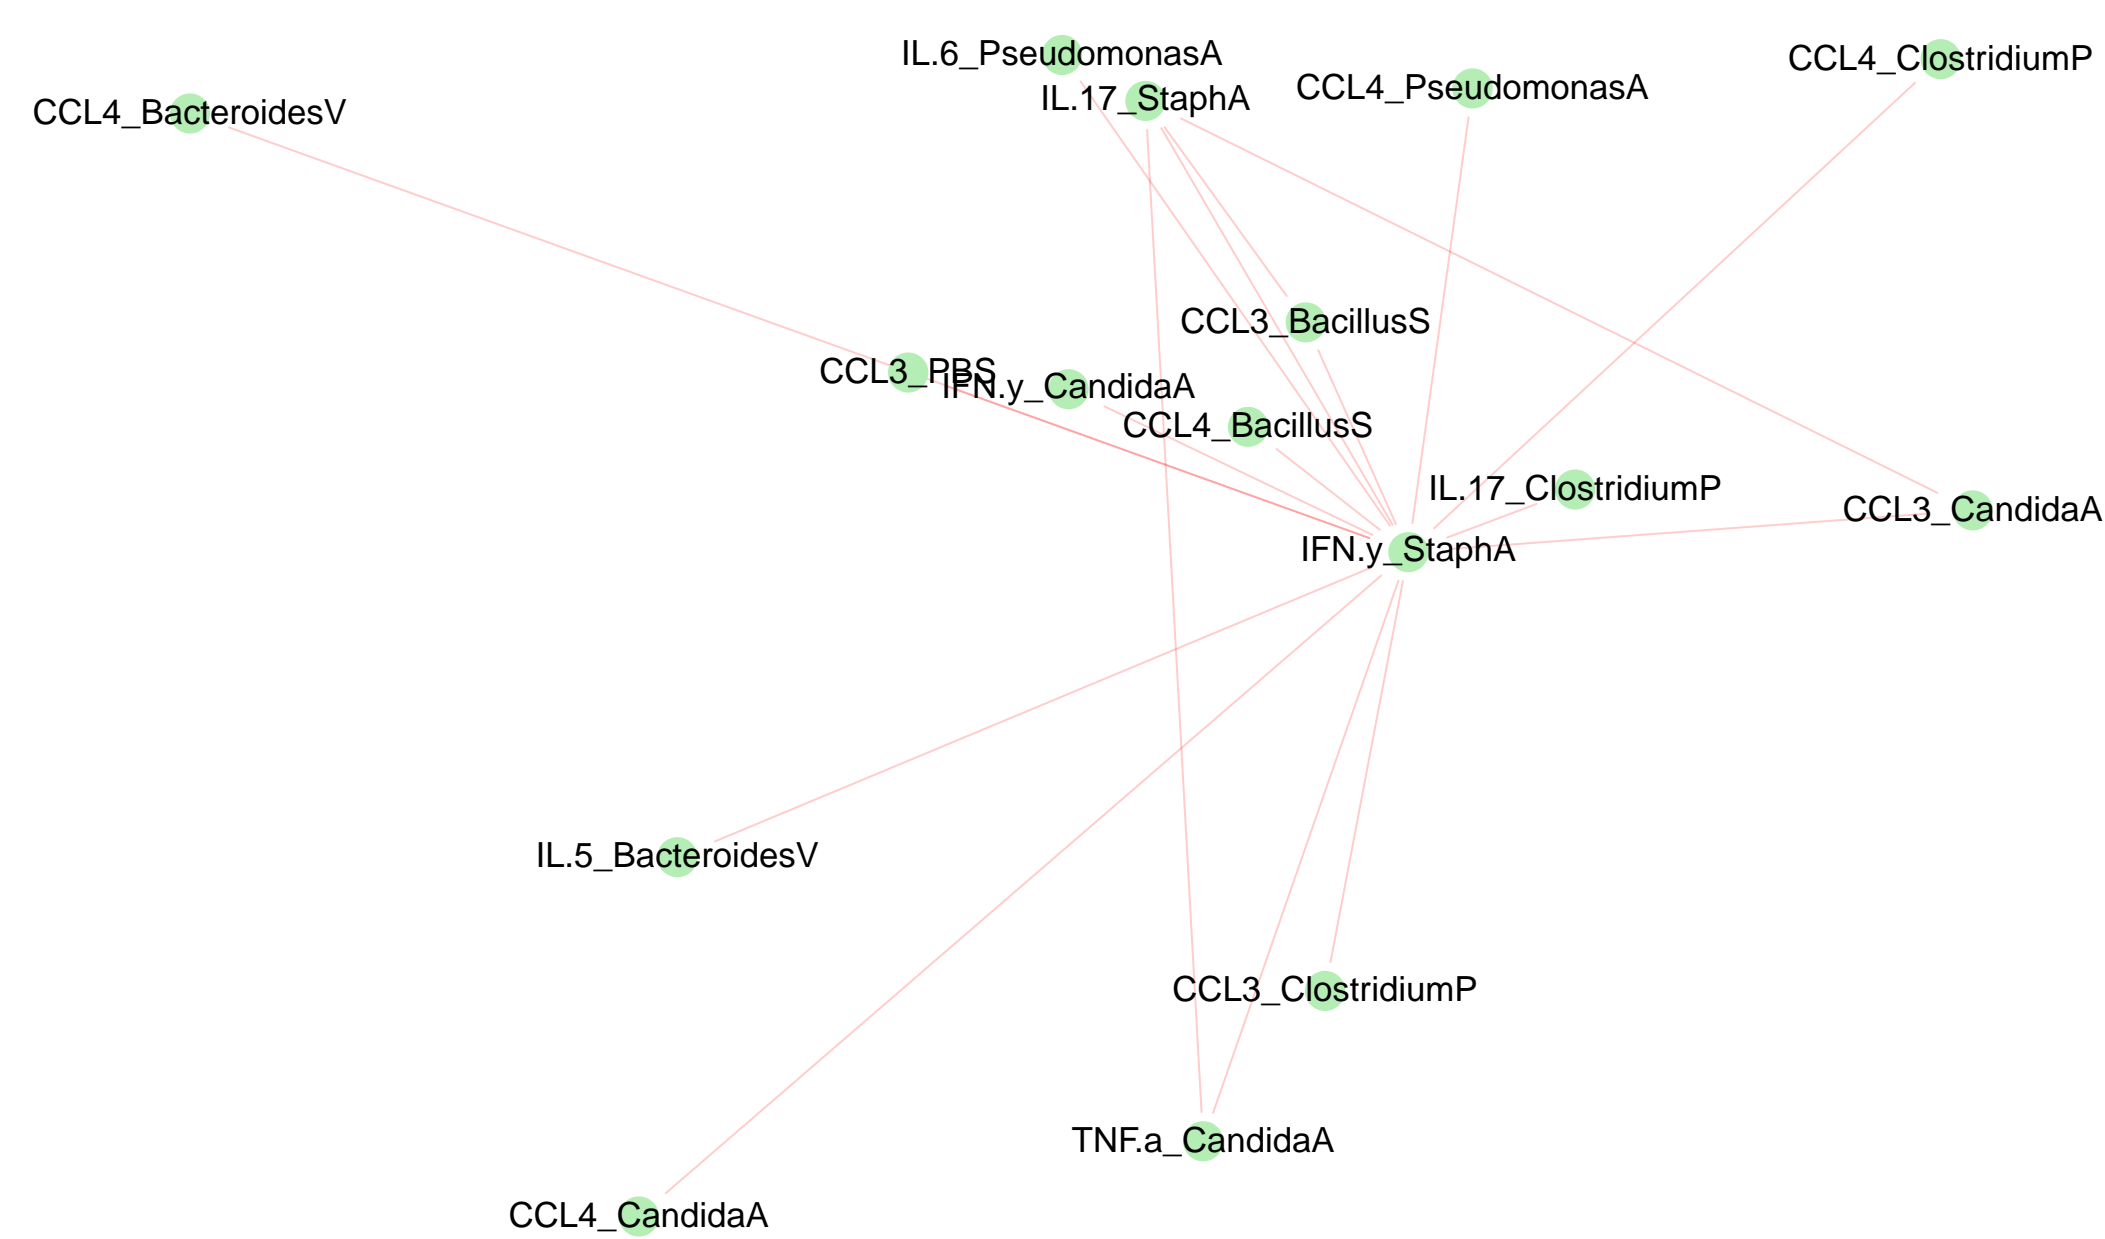 IL.6_PseudomonasA
CCL4_ClostridiumP
CCL4_PseudomonasA
IL.17_StaphA
CCL4_BacteroidesV
CCL3_BacillusS
CCL3_PBS
IFN.y_CandidaA
CCL4_BacillusS
IL.17_ClostridiumP
CCL3_CandidaA
IFN.y_StaphA
IL.5_BacteroidesV
CCL3_ClostridiumP
TNF.a_CandidaA
CCL4_CandidaA